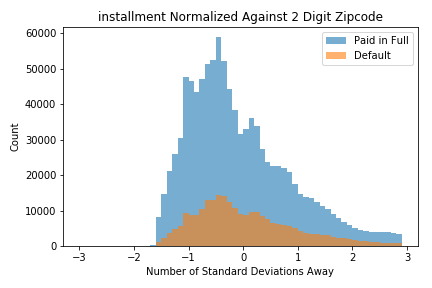 installment Normalized Against 2 Digit Zipcode
Paid in Full
Default
60000
50000
40000
30000
20000
10000
0
Count
−3
−2
−1
0
1
2
3
Number of Standard Deviations Away